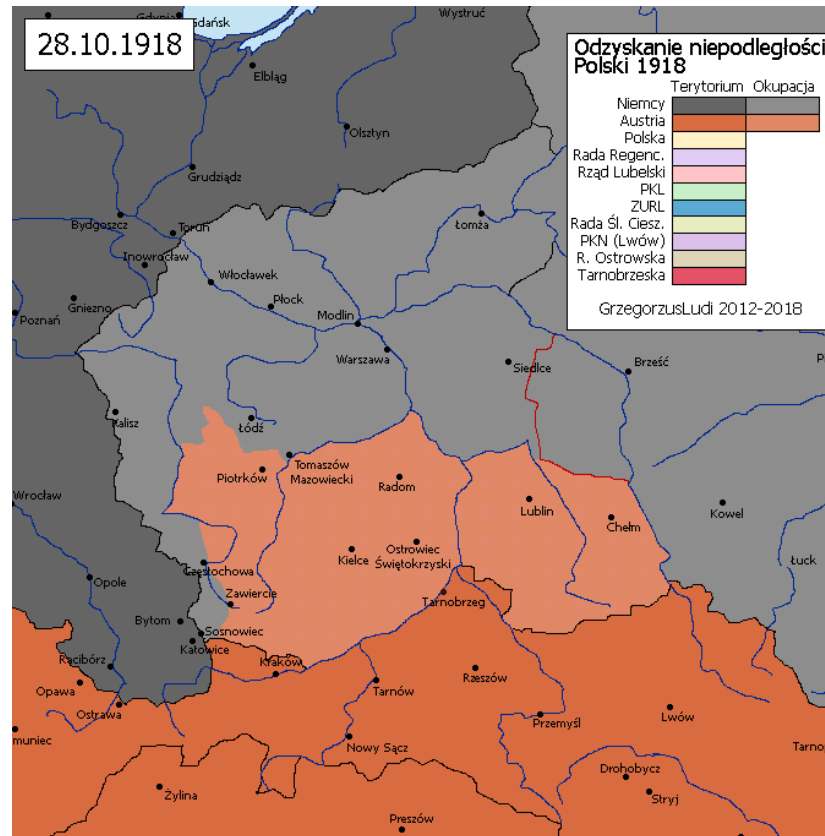 Gdynia
Gdańsk
Wystruć
28.10.1918
Elbląg
Olsztyn
Grudziądz
Bydgoszcz
Toruń
Inowrocław
Łomża
Włocławek
Gniezno
Płock
Poznań
Modlin
Warszawa
Siedlce
Brześć
Kalisz
Łódź
Tomaszów
Mazowiecki
Piotrków
Radom
Wrocław
Lublin
Chełm
Kowel
Kielce
Ostrowiec
Świętokrzyski
Łuck
Częstochowa
Opole
Zawiercie
Tarnobrzeg
Bytom
Sosnowiec
Katowice
Racibórz
Kraków
Rzeszów
Opawa
Tarnów
Ostrawa
Lwów
Przemyśl
muniec
Nowy Sącz
Tarno
Drohobycz
Stryj
Żylina
Preszów
Odzyskanie niepodległości
Polski 1918
Terytorium Okupacja
Niemcy
Austria
Polska
Rada Regenc.
Rząd Lubelski
PKL
ZURL
Rada Śl. Ciesz.
PKN (Lwów)
R. Ostrowska
Tarnobrzeska
GrzegorzusLudi 2012-2018